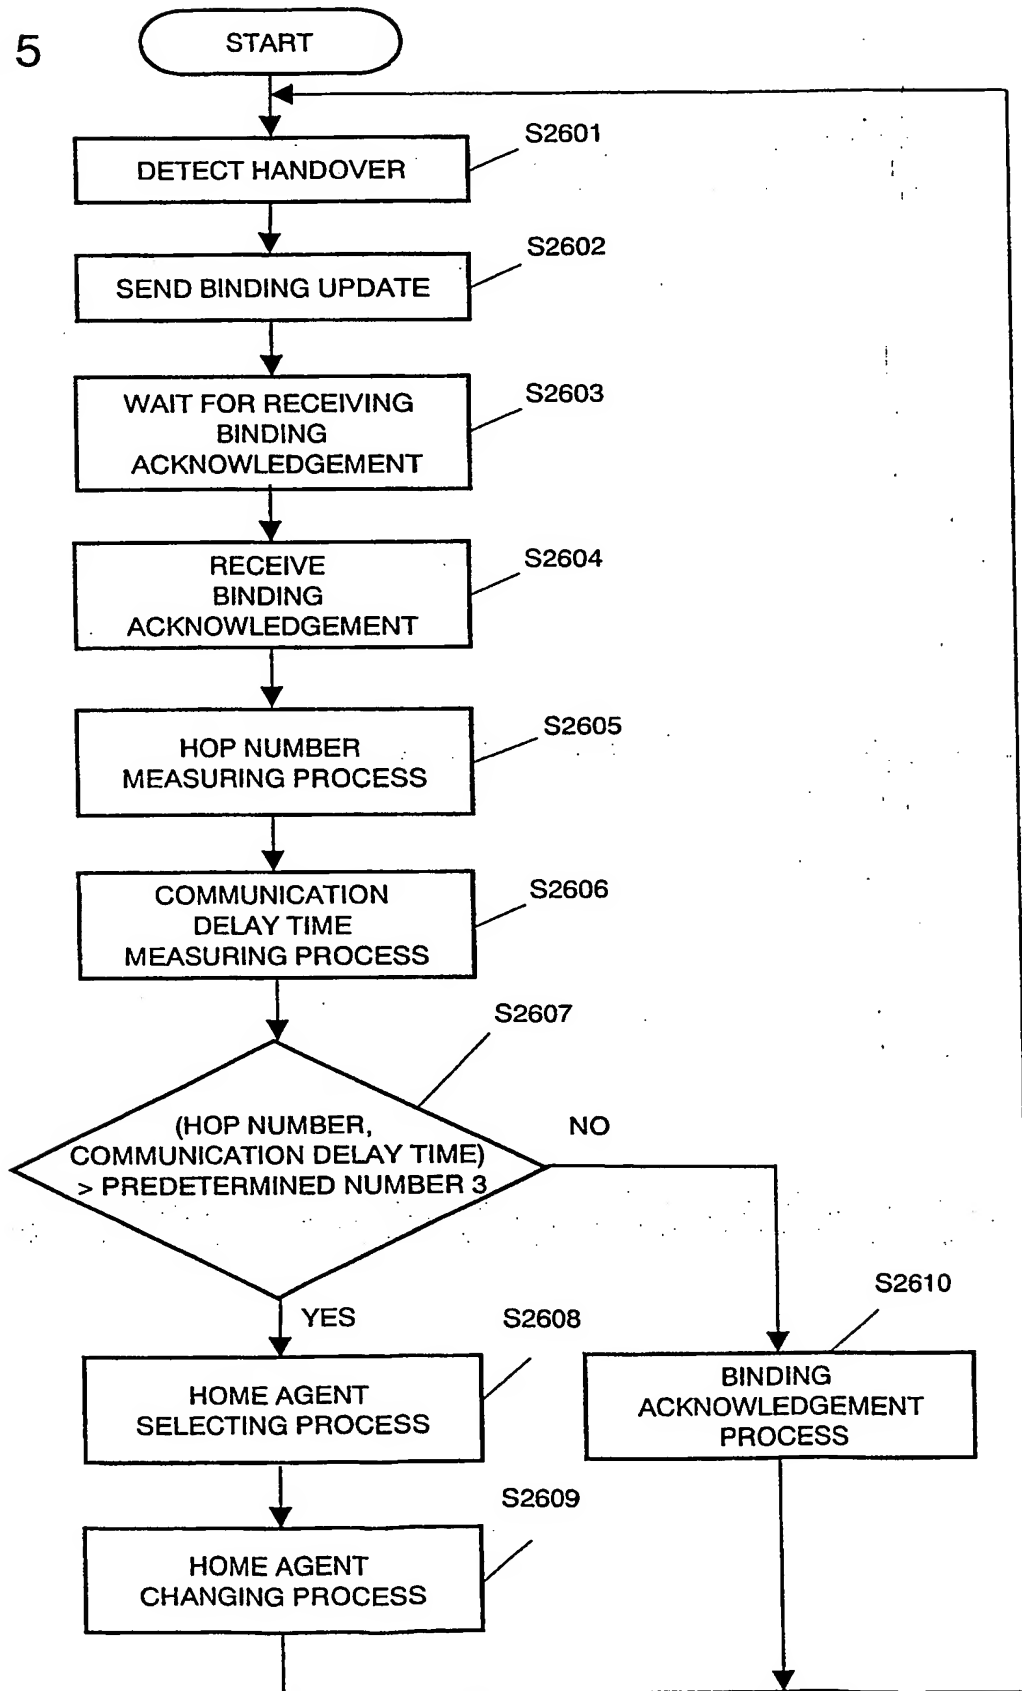 5
START
S2601
DETECT HANDOVER
S2602
SEND BINDING UPDATE
S2603
WAIT FOR RECEIVING
BINDING
ACKNOWLEDGEMENT
S2604
RECEIVE
BINDING
ACKNOWLEDGEMENT
S2605
HOP NUMBER
MEASURING PROCESS
S2606
COMMUNICATION
DELAY TIME
MEASURING PROCESS
S2607
(HOP NUMBER,
COMMUNICATION DELAY TIME)
> PREDETERMINED NUMBER 3
NO
YES
S2608
HOME AGENT
SELECTING PROCESS
S2610
BINDING
ACKNOWLEDGEMENT
PROCESS
S2609
HOME AGENT
CHANGING PROCESS